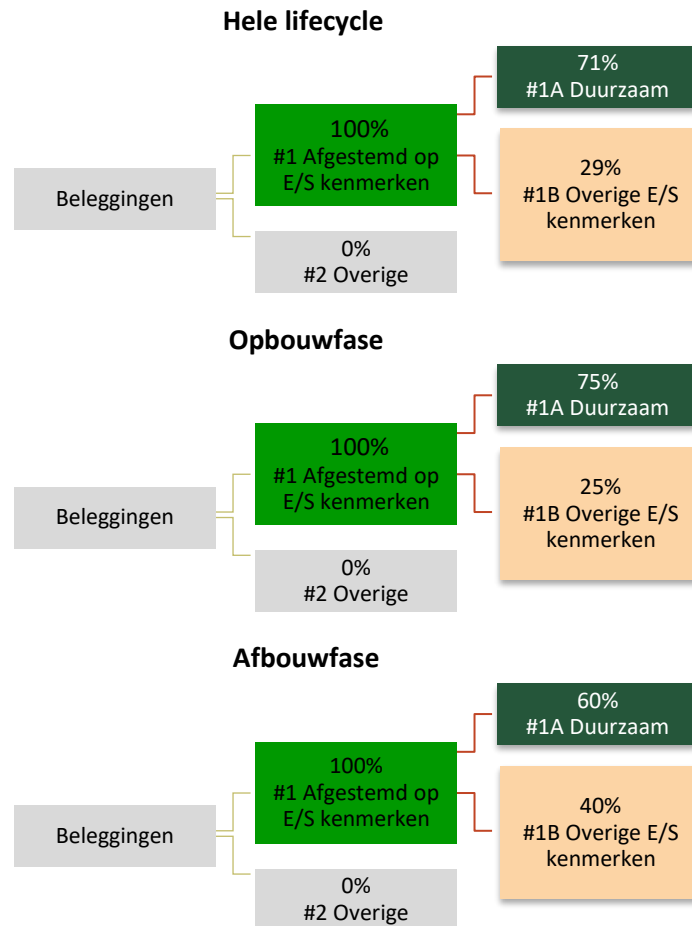 Hele lifecycle
71%
#1A Duurzaam
100%
#1 Afgestemd op
E/S kenmerken
29%
#1B Overige E/S
kenmerken
Beleggingen
0%
#2 Overige
Opbouwfase
75%
#1A Duurzaam
100%
#1 Afgestemd op
E/S kenmerken
25%
#1B Overige E/S
kenmerken
Beleggingen
0%
#2 Overige
Afbouwfase
60%
#1A Duurzaam
100%
#1 Afgestemd op
E/S kenmerken
40%
#1B Overige E/S
kenmerken
Beleggingen
0%
#2 Overige